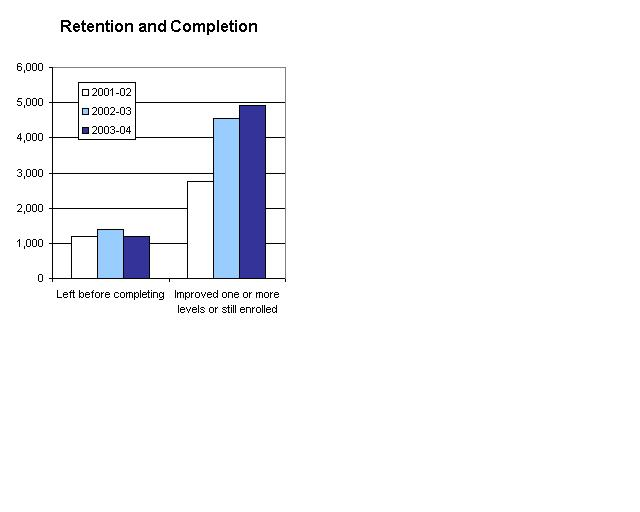 Retention and Completion
6,000
5,000
4,000
3,000
2,000
1,000
0
2001-02
2002-03
2003-04
Left before completing
Improved one or more
levels or still enrolled